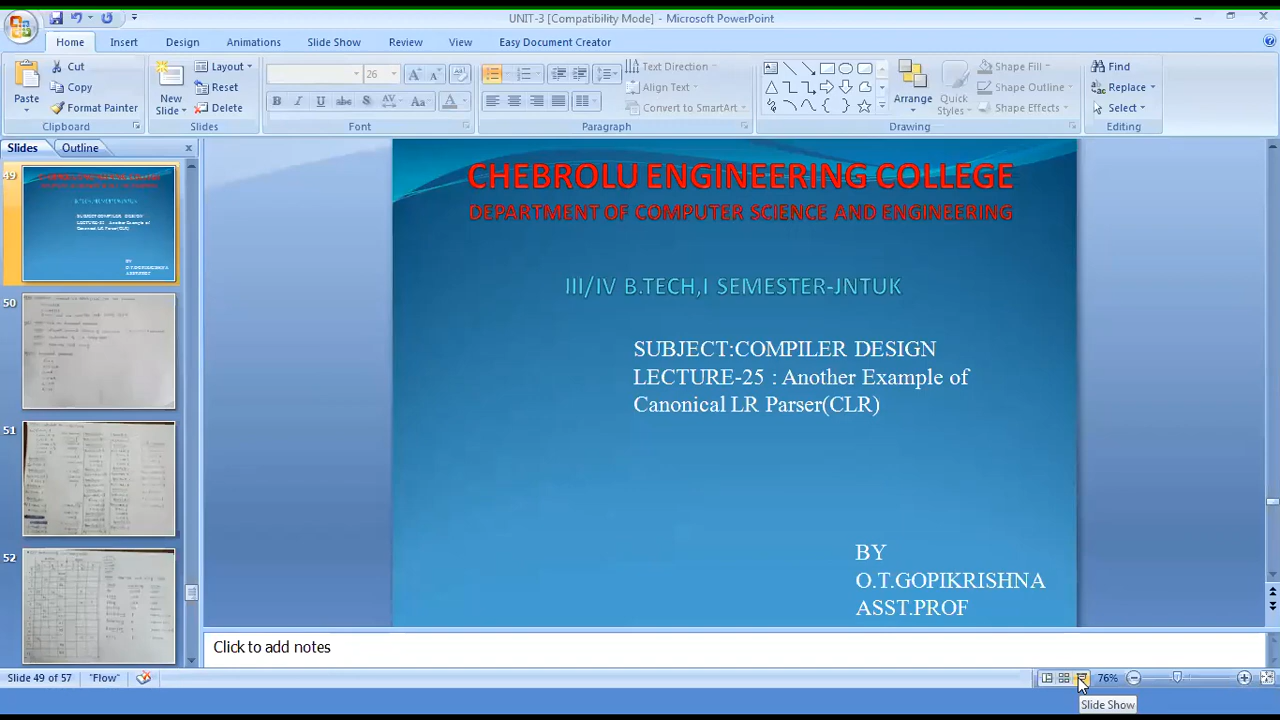 UNIT-3 [Compatibility Mode] - Microsoft PowerPoint
Home Insert Design Animations Slide Show Review View Easy Document Creator
Paste
Cut
Copy
Format Painter
Clipboard
New Slide
Layout
Reset
Delete
Slides
26
B I U abc S AV Aa A
Font
Text Direction
Align Text
Convert to SmartArt
Paragraph
Arrange
Quick Styles
Shape Fill
Shape Outline
Shape Effects
Drawing
Find
Replace
Select
Editing
Slides Outline
49
50
51
52
CHEBROLU ENGINEERING COLLEGE
DEPARTMENT OF COMPUTER SCIENCE AND ENGINEERING
III/IV B.TECH,I SEMESTER-JNTUK
SUBJECT:COMPILER DESIGN
LECTURE-25 : Another Example of
Canonical LR Parser(CLR)
BY
O.T.GOPIKRISHNA
ASST.PROF
Click to add notes
Slide 49 of 57 "Flow" 76%
Slide Show